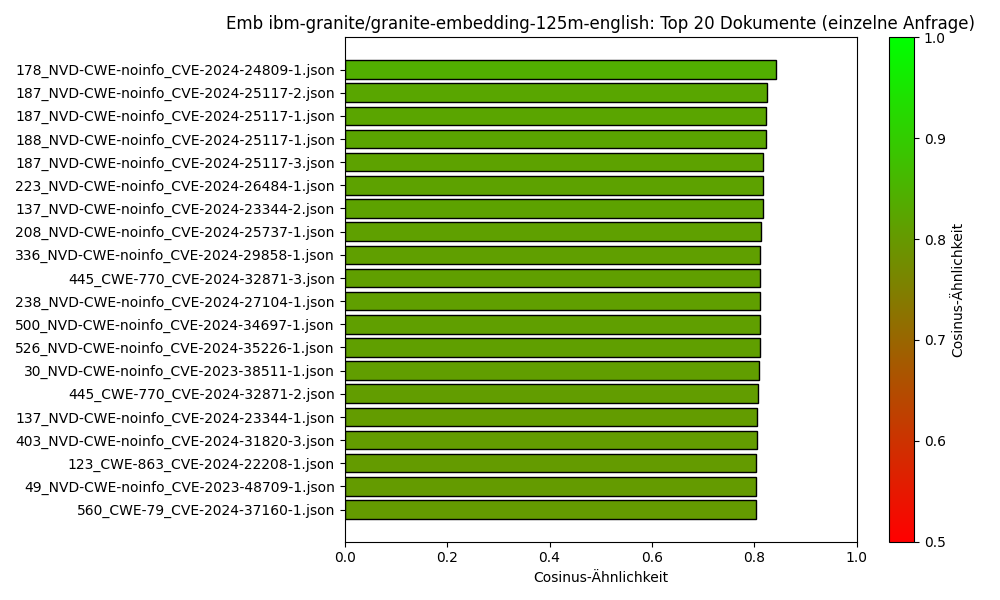 Emb ibm-granite/granite-embedding-125m-english: Top 20 Dokumente (einzelne Anfrage)
178_NVD-CWE-noinfo_CVE-2024-24809-1.json
187_NVD-CWE-noinfo_CVE-2024-25117-2.json
187_NVD-CWE-noinfo_CVE-2024-25117-1.json
188_NVD-CWE-noinfo_CVE-2024-25117-1.json
187_NVD-CWE-noinfo_CVE-2024-25117-3.json
223_NVD-CWE-noinfo_CVE-2024-26484-1.json
137_NVD-CWE-noinfo_CVE-2024-23344-2.json
208_NVD-CWE-noinfo_CVE-2024-25737-1.json
336_NVD-CWE-noinfo_CVE-2024-29858-1.json
445_CWE-770_CVE-2024-32871-3.json
238_NVD-CWE-noinfo_CVE-2024-27104-1.json
500_NVD-CWE-noinfo_CVE-2024-34697-1.json
526_NVD-CWE-noinfo_CVE-2024-35226-1.json
30_NVD-CWE-noinfo_CVE-2023-38511-1.json
445_CWE-770_CVE-2024-32871-2.json
137_NVD-CWE-noinfo_CVE-2024-23344-1.json
403_NVD-CWE-noinfo_CVE-2024-31820-3.json
123_CWE-863_CVE-2024-22208-1.json
49_NVD-CWE-noinfo_CVE-2023-48709-1.json
560_CWE-79_CVE-2024-37160-1.json
0.0 0.2 0.4 0.6 0.8 1.0
Cosinus-Ähnlichkeit
1.0
0.9
0.8
0.7
0.6
0.5
Cosinus-Ähnlichkeit